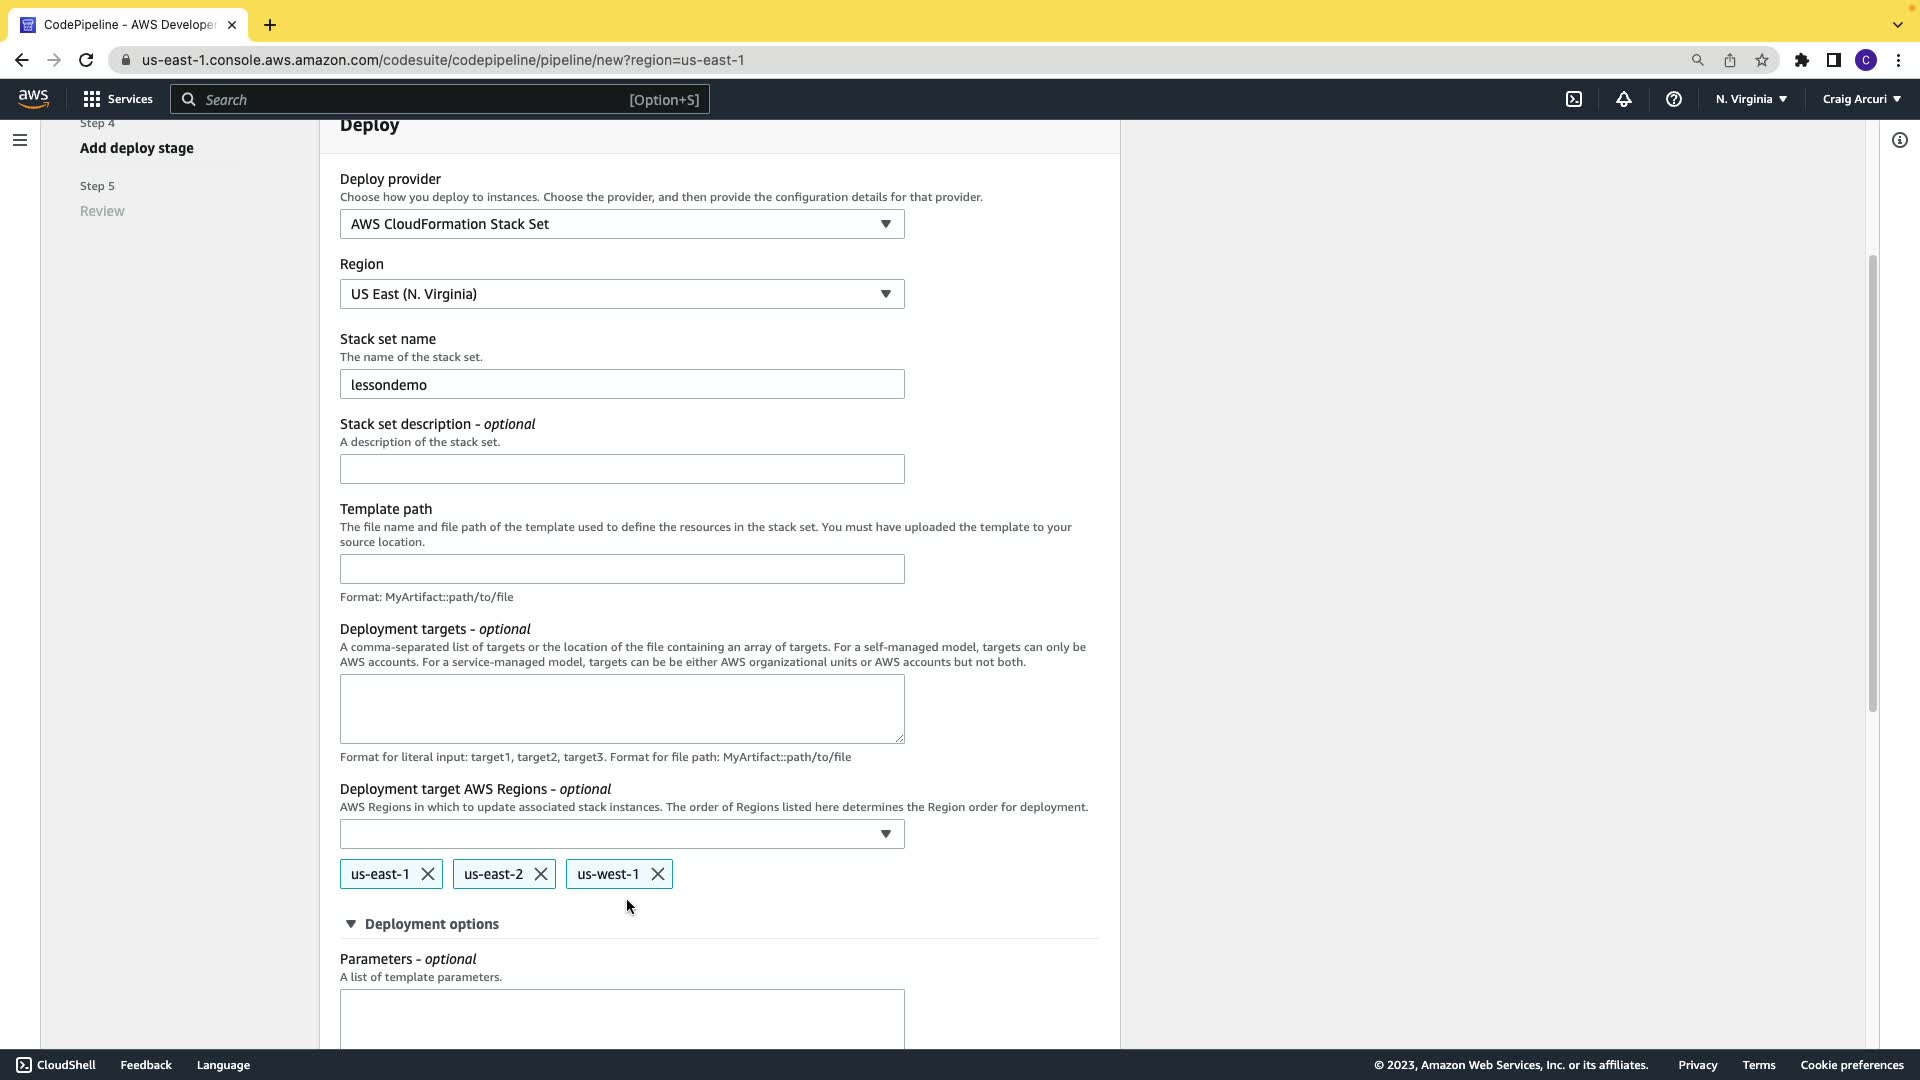 CodePipeline - AWS Developer
us-east-1.console.aws.amazon.com/codesuite/codepipeline/pipeline/new?region=us-east-1
C
aws
Services
Search
[Option+S]
N. Virginia
Craig Arcuri
Step 4
Add deploy stage
Step 5
Review
Deploy
Deploy provider
Choose how you deploy to instances. Choose the provider, and then provide the configuration details for that provider.
AWS CloudFormation Stack Set
Region
US East (N. Virginia)
Stack set name
The name of the stack set.
lessondemo
Stack set description - optional
A description of the stack set.
Template path
The file name and file path of the template used to define the resources in the stack set. You must have uploaded the template to your
source location.
Format: MyArtifact::path/to/file
Deployment targets - optional
A comma-separated list of targets or the location of the file containing an array of targets. For a self-managed model, targets can only be
AWS accounts. For a service-managed model, targets can be be either AWS organizational units or AWS accounts but not both.
Format for literal input: target1, target2, target3. Format for file path: MyArtifact::path/to/file
Deployment target AWS Regions - optional
AWS Regions in which to update associated stack instances. The order of Regions listed here determines the Region order for deployment.
us-east-1
us-east-2
us-west-1
Deployment options
Parameters - optional
A list of template parameters.
CloudShell
Feedback
Language
© 2023, Amazon Web Services, Inc. or its affiliates.
Privacy
Terms
Cookie preferences